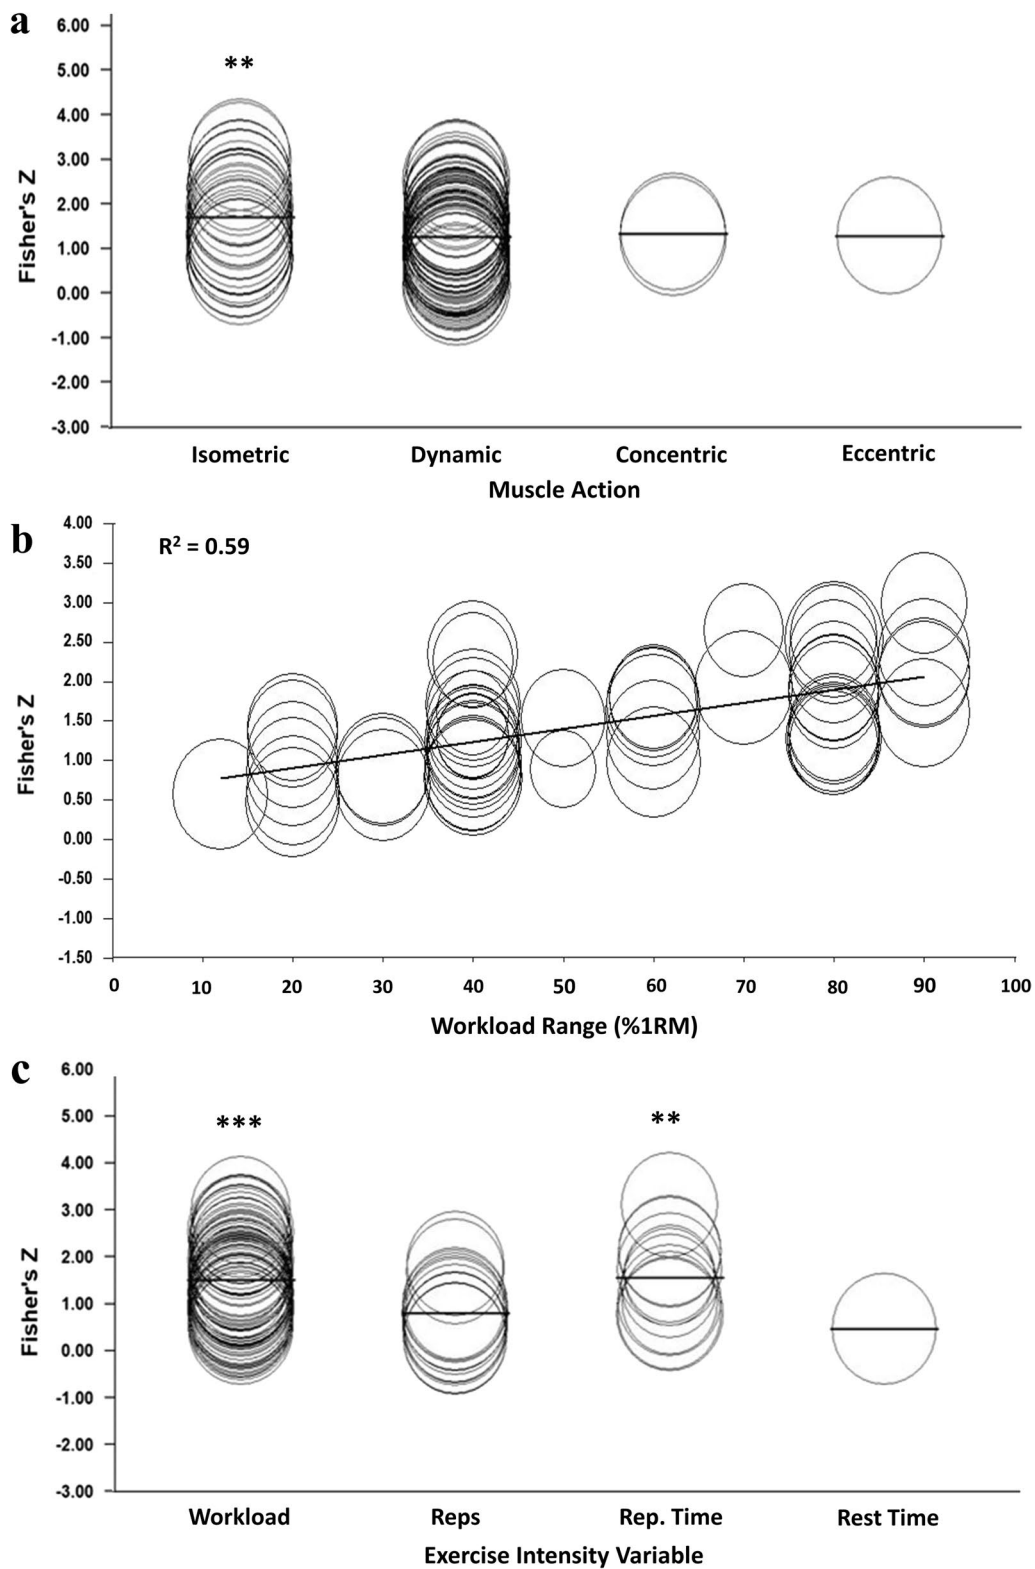 a
6.00
5.00
4.00
3.00
2.00
1.00
0.00
-1.00
-2.00
-3.00
Fisher's Z
**
Isometric Dynamic Concentric Eccentric
Muscle Action
b
4.00
3.50
3.00
2.50
2.00
1.50
1.00
0.50
0.00
-0.50
-1.00
-1.50
Fisher's Z
R² = 0.59
0 10 20 30 40 50 60 70 80 90 100
Workload Range (%1RM)
c
6.00
5.00
4.00
3.00
2.00
1.00
0.00
-1.00
-2.00
-3.00
Fisher's Z
*** **
Workload Reps Rep. Time Rest Time
Exercise Intensity Variable